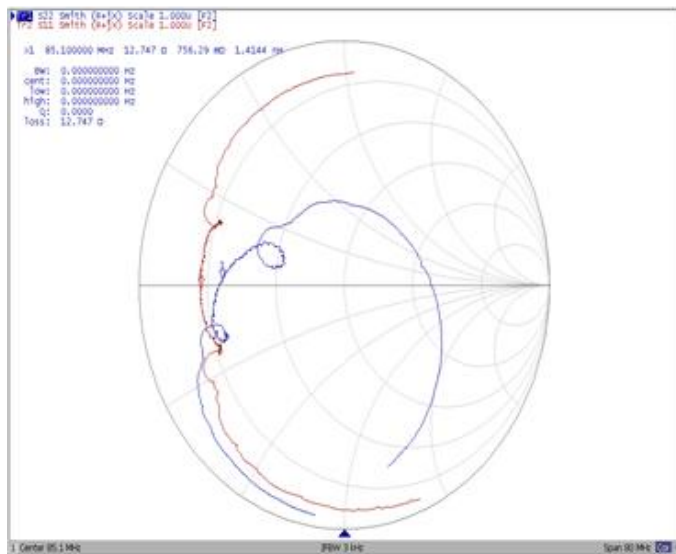 S22 Smith (R+jX) Scale 1.000U [F2]
Tr2 S11 Smith (R+jX) Scale 1.000U [F2]
>1 85.100000 MHz 12.747 Ω 756.29 mΩ 1.4144 nH
BW: 0.000000000 Hz
cent: 0.000000000 Hz
low: 0.000000000 Hz
high: 0.000000000 Hz
Q: 0.0000
loss: 12.747 Ω
1 Center 85.1 MHz IFBW 3 kHz Span 80 MHz Cor